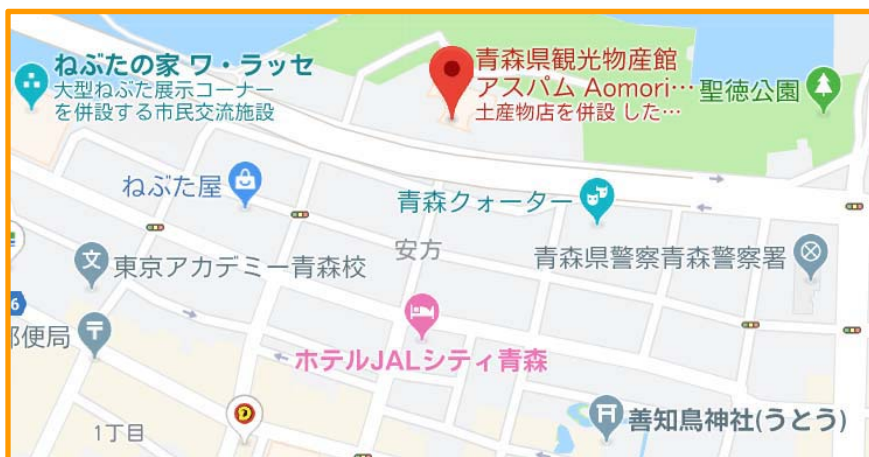 ねぶたの家 ワ・ラッセ
大型ねぶた展示コーナー
を併設する市民交流施設
青森県観光物産館
アスパム Aomori…
土産物店を併設 した…
聖徳公園
ねぶた屋
青森クォーター
安方
青森県警察青森警察署
文
東京アカデミー青森校
6
郵便局
ホテルJALシティ青森
善知鳥神社(うとう)
1丁目